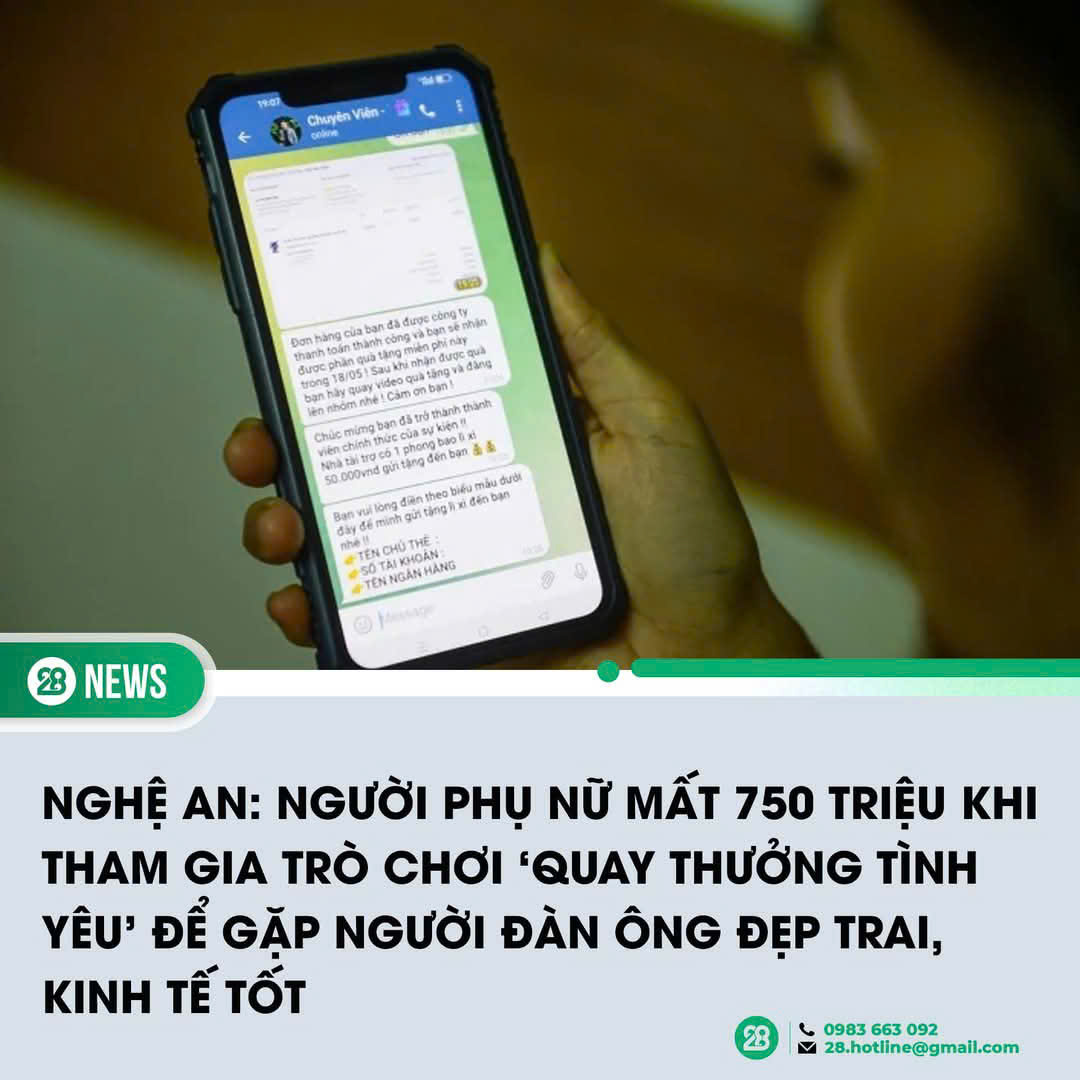 19:07
Chuyên Viên -
online
19:05
Đơn hàng của bạn đã được công ty
thanh toán thành công và bạn sẽ nhận
được phần quà tặng miễn phí này
trong 18/05 ! Sau khi nhận được quà
bạn hãy quay video quà tặng và đăng
lên nhóm nhé ! Cảm ơn bạn !
Chúc mừng bạn đã trở thành thành
viên chính thức của sự kiện !!
Nhà tài trợ có 1 phong bao lì xì
50.000vnd gửi tặng đến bạn 💰 💰
Bạn vui lòng điền theo biểu mẫu dưới
đây để mình gửi tặng lì xì đến bạn
nhé !!
👉TÊN CHỦ THẺ :
👉SỐ TÀI KHOẢN :
👉TÊN NGÂN HÀNG
Message
28 NEWS
NGHỆ AN: NGƯỜI PHỤ NỮ MẤT 750 TRIỆU KHI
THAM GIA TRÒ CHƠI ‘QUAY THƯỞNG TÌNH
YÊU’ ĐỂ GẶP NGƯỜI ĐÀN ÔNG ĐẸP TRAI,
KINH TẾ TỐT
28
0983 663 092
28.hotline@gmail.com